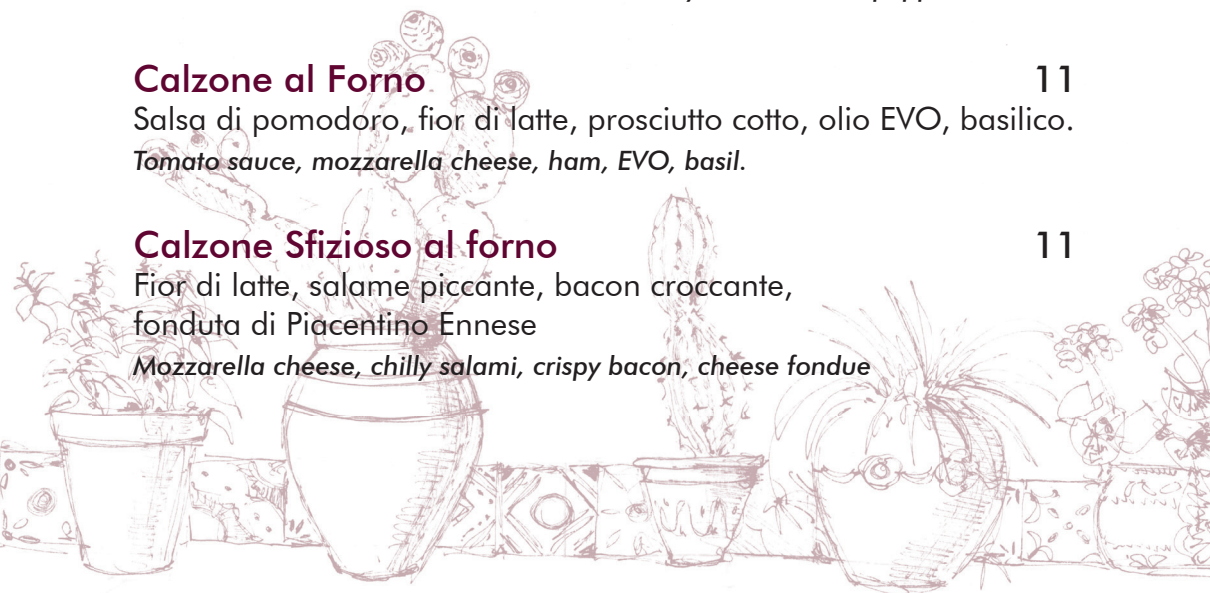 Calzone al Forno 11
Salsa di pomodoro, fior di latte, prosciutto cotto, olio EVO, basilico.
Tomato sauce, mozzarella cheese, ham, EVO, basil.
Calzone Sfizioso al forno 11
Fior di latte, salame piccante, bacon croccante,
fonduta di Piacentino Ennese
Mozzarella cheese, chilly salami, crispy bacon, cheese fondue